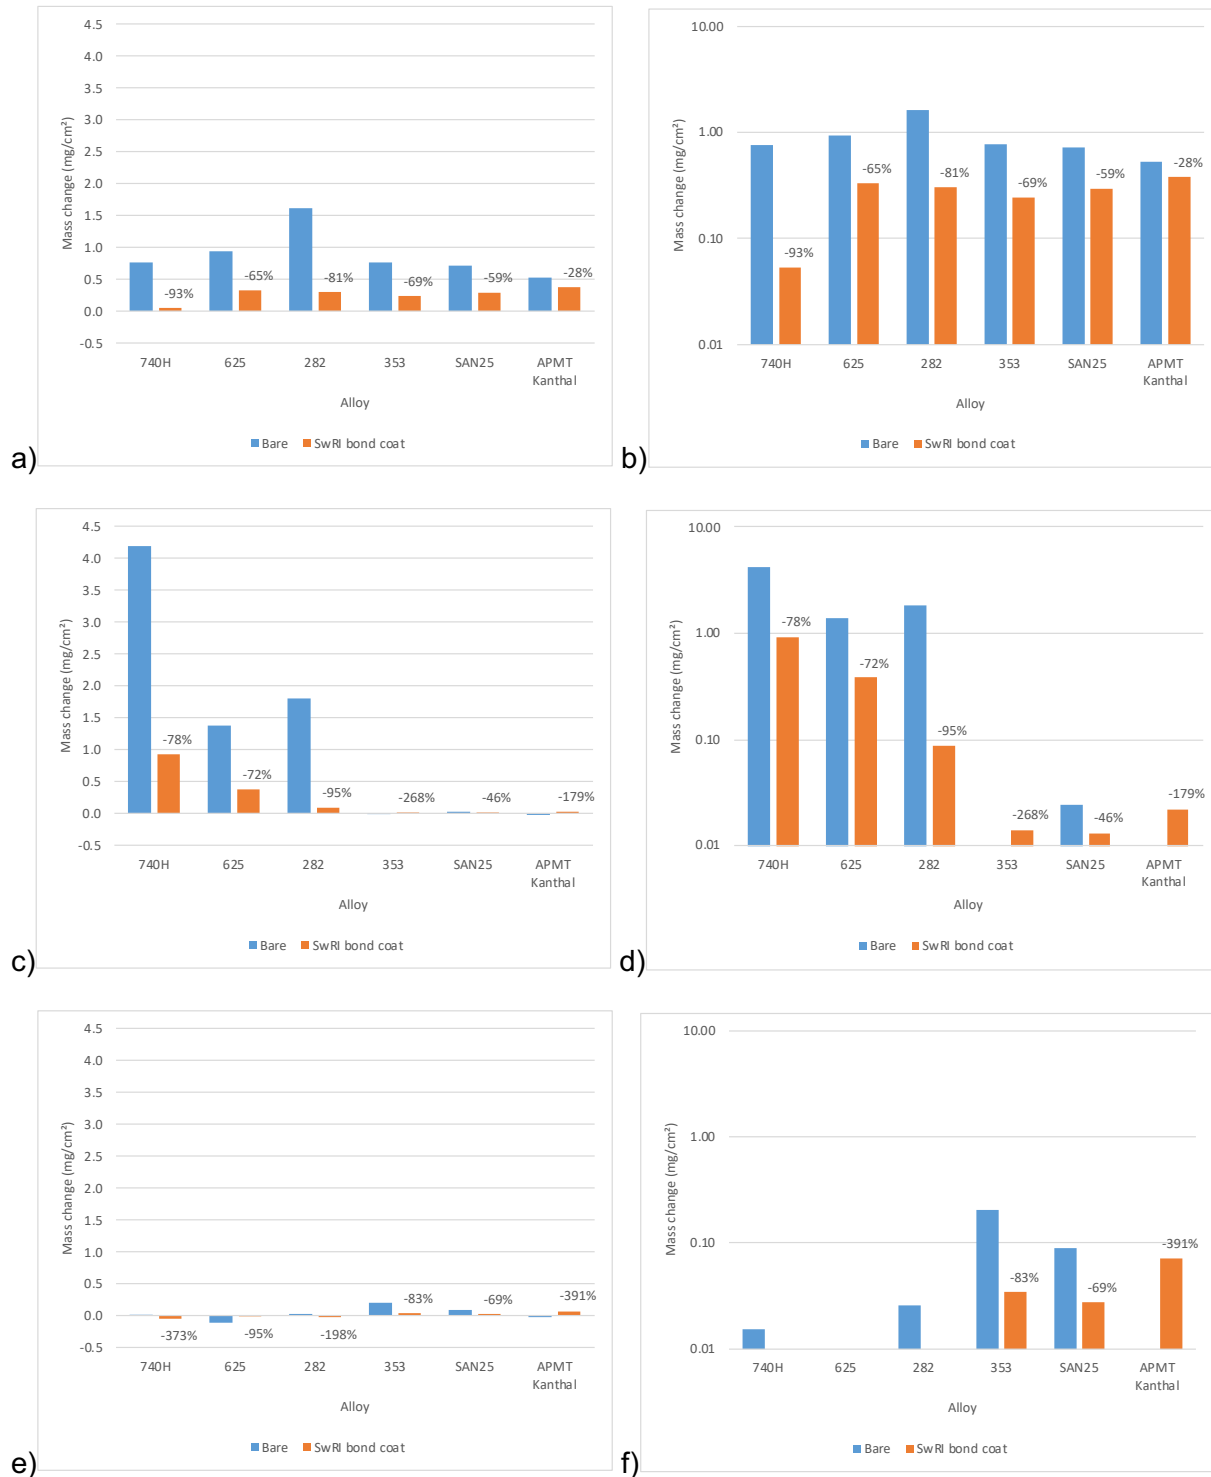 4.5
4.0
3.5
3.0
2.5
2.0
1.5
1.0
0.5
0.0
-0.5
Mass change (mg/cm²)
-93%
-65%
-81%
-69%
-59%
-28%
740H 625 282 353 SAN25 APMT
Kanthal
Alloy
Bare SwRI bond coat
a)
10.00
1.00
0.10
0.01
Mass change (mg/cm²)
-93%
-65%
-81%
-69%
-59%
-28%
740H 625 282 353 SAN25 APMT
Kanthal
Alloy
Bare SwRI bond coat
b)
4.5
4.0
3.5
3.0
2.5
2.0
1.5
1.0
0.5
0.0
-0.5
Mass change (mg/cm²)
-78%
-72%
-95%
-268%
-46%
-179%
740H 625 282 353 SAN25 APMT
Kanthal
Alloy
Bare SwRI bond coat
c)
10.00
1.00
0.10
0.01
Mass change (mg/cm²)
-78%
-72%
-95%
-268%
-46%
-179%
740H 625 282 353 SAN25 APMT
Kanthal
Alloy
Bare SwRI bond coat
d)
4.5
4.0
3.5
3.0
2.5
2.0
1.5
1.0
0.5
0.0
-0.5
Mass change (mg/cm²)
-373%
-95%
-198%
-83%
-69%
-391%
740H 625 282 353 SAN25 APMT
Kanthal
Alloy
Bare SwRI bond coat
e)
10.00
1.00
0.10
0.01
Mass change (mg/cm²)
-83%
-69%
-391%
740H 625 282 353 SAN25 APMT
Kanthal
Alloy
Bare SwRI bond coat
f)